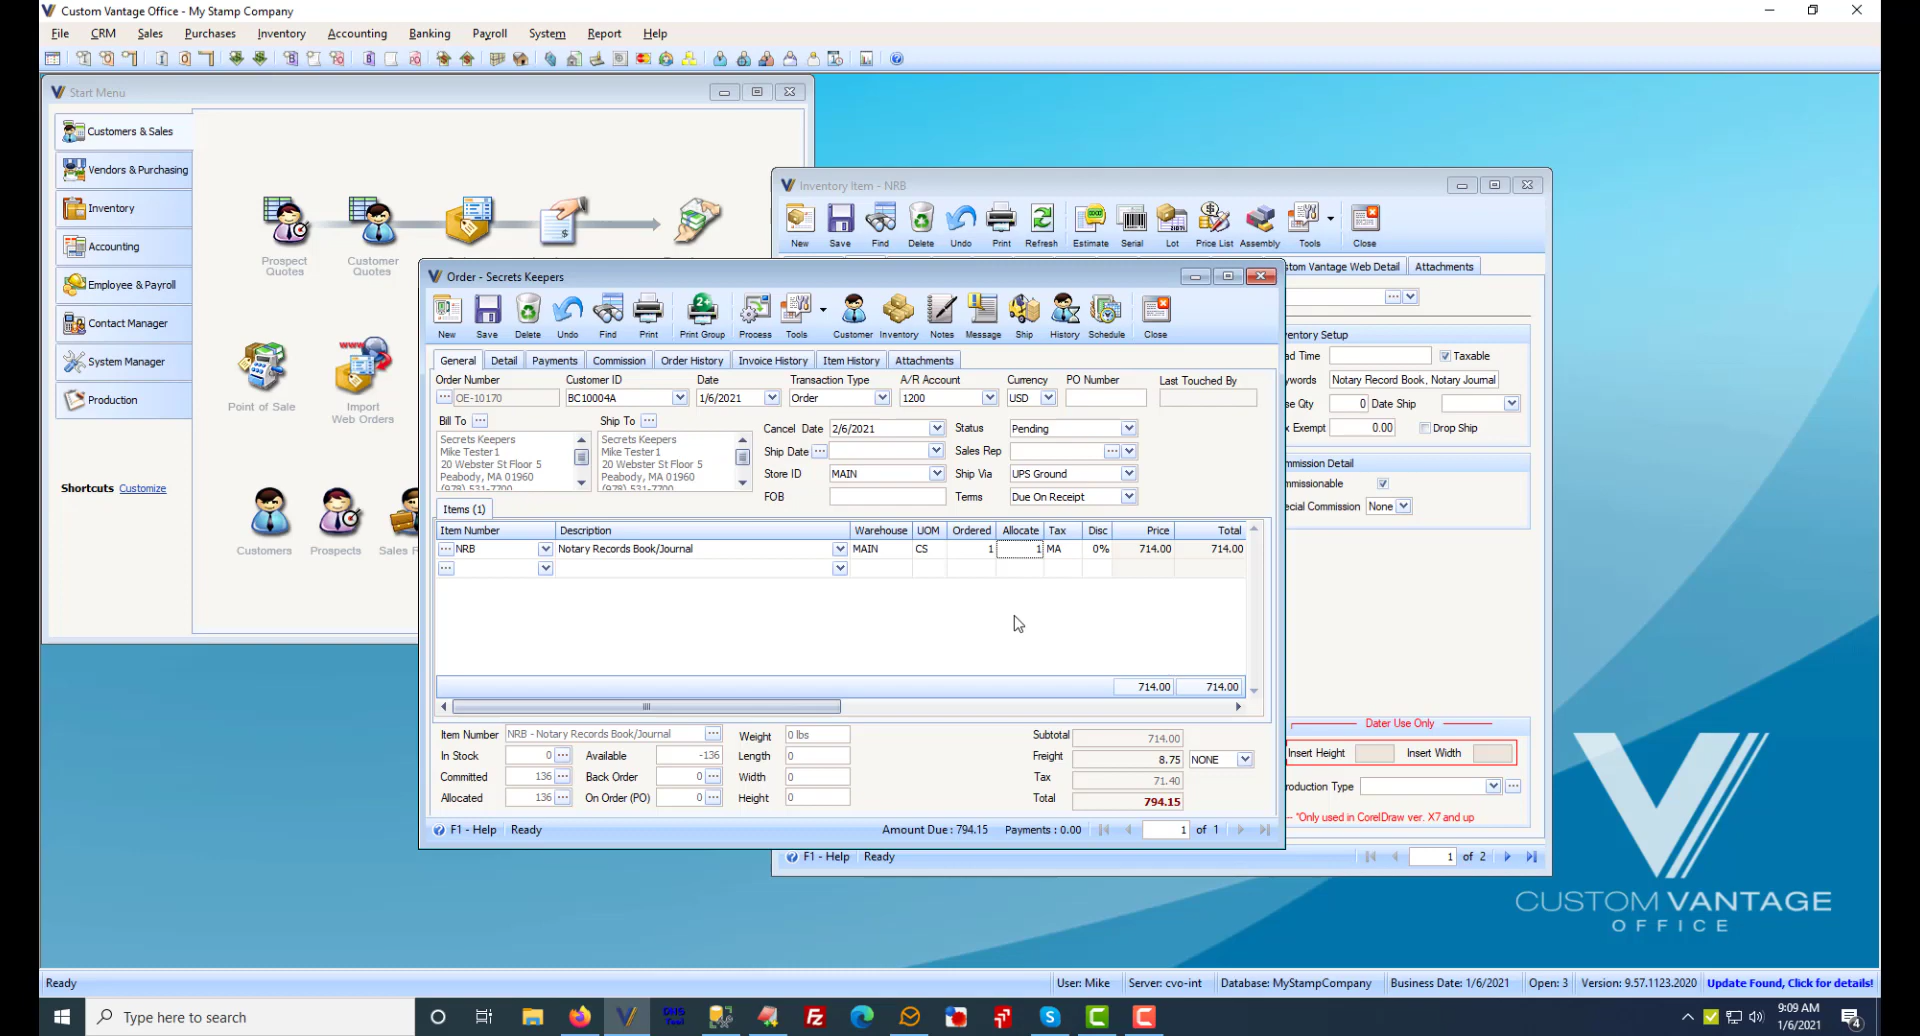 Custom Vantage Office - My Stamp Company
File CRM Sales Purchases Inventory Accounting Banking Payroll System Report Help
Start Menu
Customers & Sales
Vendors & Purchasing
Inventory
Accounting
Employee & Payroll
Contact Manager
System Manager
Production
Shortcuts Customize
Prospect Quotes
Customer Quotes
Point of Sale
www
Import Web Orders
Customers
Prospects
Inventory Item - NRB
New Save Find Delete Undo Print Refresh Estimate Serial Lot Price List Assembly Tools Close
tom Vantage Web Detail Attachments
ventory Setup
ad Time Taxable
ywords Notary Record Book, Notary Journal
se Qty 0 Date Ship
x Exempt 0.00 Drop Ship
mmission Detail
mmissionable
ecial Commission None
Dater Use Only
Insert Height Insert Width
roduction Type
-- *Only used in CorelDraw ver. X7 and up
F1 - Help Ready 1 of 2
Order - Secrets Keepers
New Save Delete Undo Find Print Print Group Process Tools Customer Inventory Notes Message Ship History Schedule Close
General Detail Payments Commission Order History Invoice History Item History Attachments
Order Number Customer ID Date Transaction Type A/R Account Currency PO Number Last Touched By
OE-10170 BC10004A 1/6/2021 Order 1200 USD
Bill To Ship To
Secrets Keepers
Mike Tester1
20 Webster St Floor 5
Peabody, MA 01960
(978) 531-7700
Secrets Keepers
Mike Tester1
20 Webster St Floor 5
Peabody, MA 01960
(978) 531-7700
Cancel Date 2/6/2021 Status Pending
Ship Date Sales Rep
Store ID MAIN Ship Via UPS Ground
FOB Terms Due On Receipt
Items (1)
Item Number Description Warehouse UOM Ordered Allocate Tax Disc Price Total
NRB Notary Records Book/Journal MAIN CS 1 1 MA 0% 714.00 714.00
714.00 714.00
Item Number NRB - Notary Records Book/Journal Weight 0 lbs
In Stock 0 Available -136 Length 0
Committed 136 Back Order 0 Width 0
Allocated 136 On Order (PO) 0 Height 0
Subtotal 714.00
Freight 8.75 NONE
Tax 71.40
Total 794.15
F1 - Help Ready Amount Due : 794.15 Payments : 0.00 1 of 1
CUSTOM VANTAGE
OFFICE
Ready User: Mike Server: cvo-int Database: MyStampCompany Business Date: 1/6/2021 Open: 3 Version: 9.57.1123.2020 Update Found, Click for details!
Type here to search
9:09 AM
1/6/2021
4